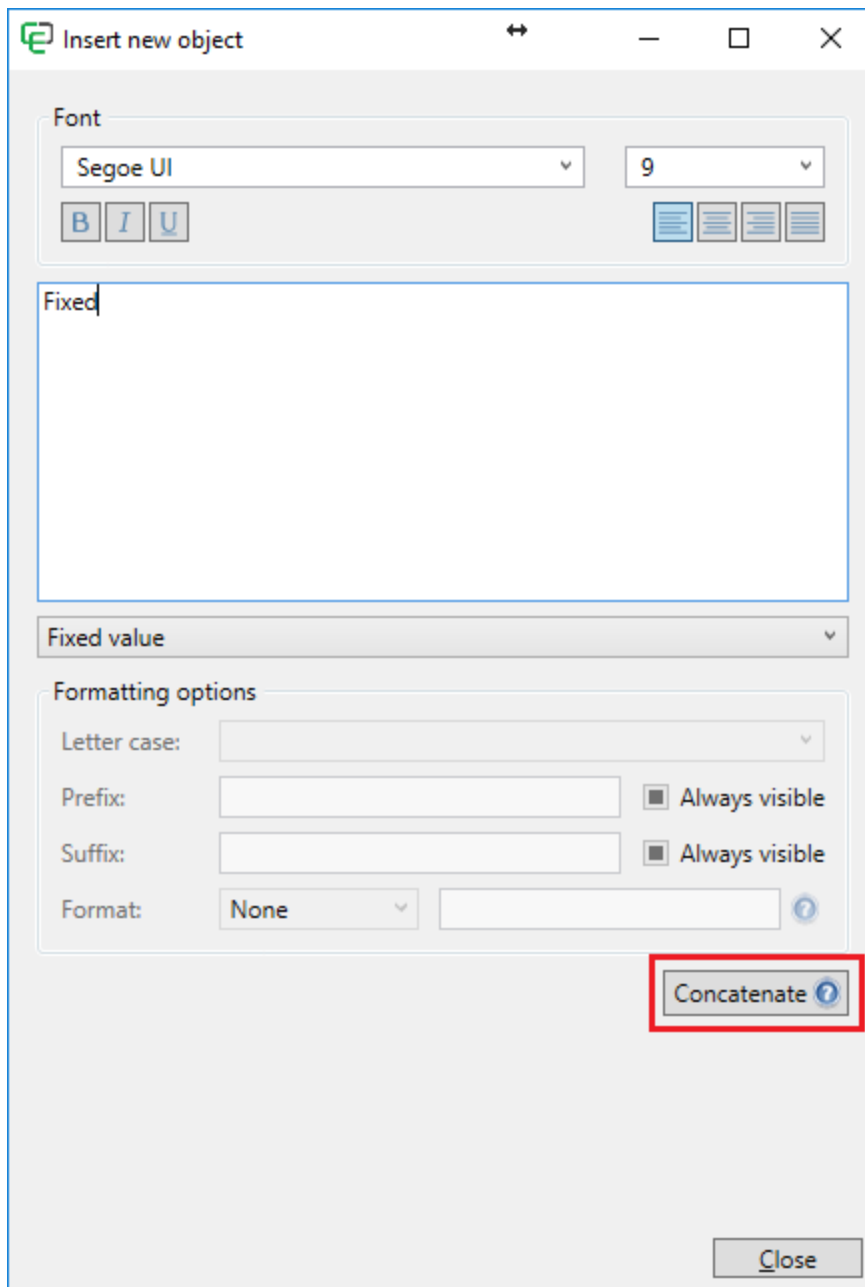 Insert new object
Font
Segoe UI 9
B I U
Fixed
Fixed value
Formatting options
Letter case:
Prefix: Always visible
Suffix: Always visible
Format: None ?
Concatenate ?
Close